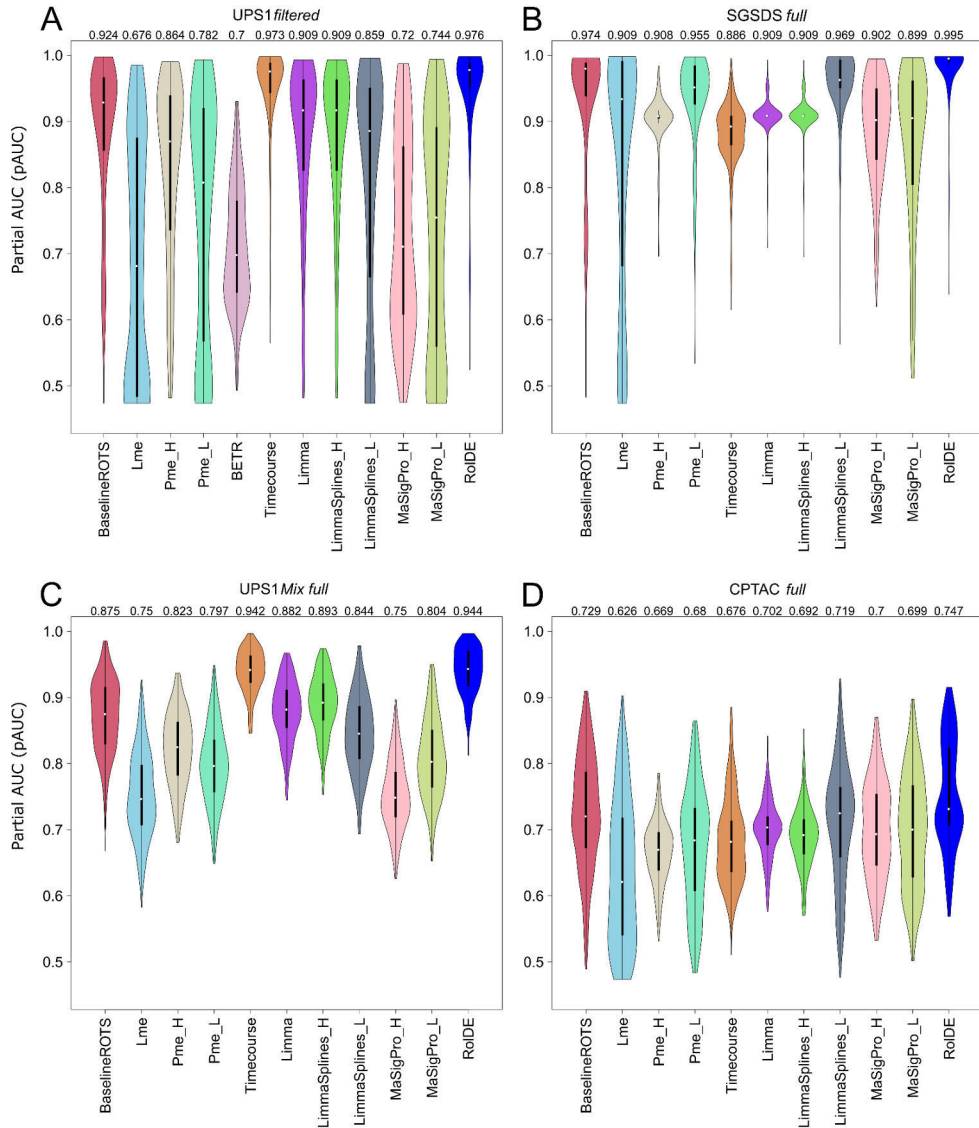 A
UPS1 filtered
0.924 0.676 0.864 0.782 0.7 0.973 0.909 0.909 0.859 0.72 0.744 0.976
Partial AUC (pAUC)
1.0
0.9
0.8
0.7
0.6
0.5
BaselineROTS
Lme
Pme_H
Pme_L
BETR
Timecourse
Limma
LimmaSplines_H
LimmaSplines_L
MaSigPro_H
MaSigPro_L
RolDE
B
SGSDS full
0.974 0.909 0.908 0.955 0.886 0.909 0.909 0.969 0.902 0.899 0.995
1.0
0.9
0.8
0.7
0.6
0.5
BaselineROTS
Lme
Pme_H
Pme_L
Timecourse
Limma
LimmaSplines_H
LimmaSplines_L
MaSigPro_H
MaSigPro_L
RolDE
C
UPS1 Mix full
0.875 0.75 0.823 0.797 0.942 0.882 0.893 0.844 0.75 0.804 0.944
Partial AUC (pAUC)
1.0
0.9
0.8
0.7
0.6
0.5
BaselineROTS
Lme
Pme_H
Pme_L
Timecourse
Limma
LimmaSplines_H
LimmaSplines_L
MaSigPro_H
MaSigPro_L
RolDE
D
CPTAC full
0.729 0.626 0.669 0.68 0.676 0.702 0.692 0.719 0.7 0.699 0.747
1.0
0.9
0.8
0.7
0.6
0.5
BaselineROTS
Lme
Pme_H
Pme_L
Timecourse
Limma
LimmaSplines_H
LimmaSplines_L
MaSigPro_H
MaSigPro_L
RolDE